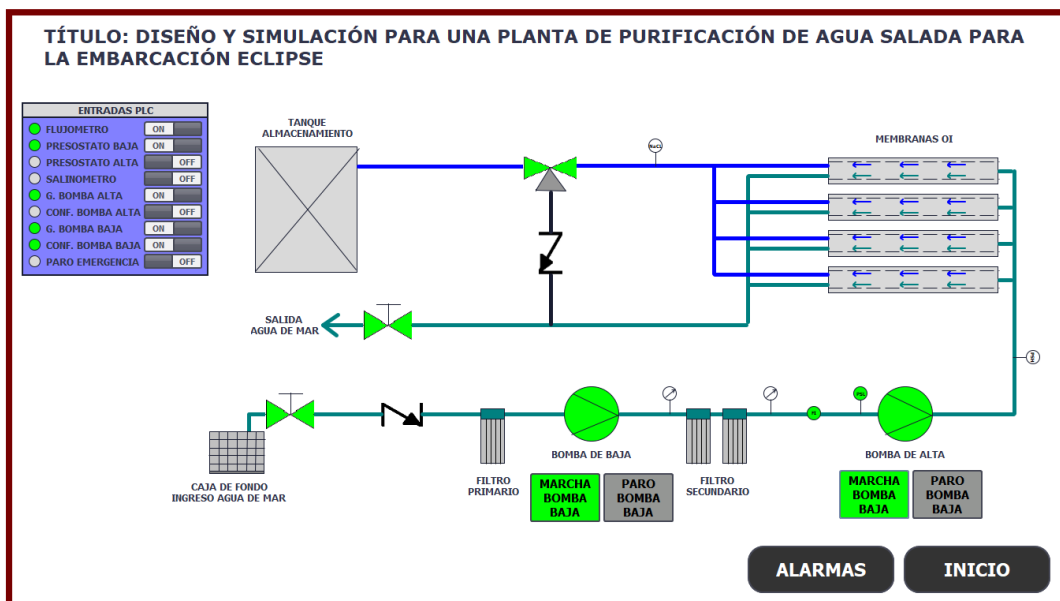 TÍTULO: DISEÑO Y SIMULACIÓN PARA UNA PLANTA DE PURIFICACIÓN DE AGUA SALADA PARA
LA EMBARCACIÓN ECLIPSE
ENTRADAS PLC
FLUJOMETRO ON
PRESOSTATO BAJA ON
PRESOSTATO ALTA OFF
SALINOMETRO OFF
G. BOMBA ALTA ON
CONF. BOMBA ALTA OFF
G. BOMBA BAJA ON
CONF. BOMBA BAJA ON
PARO EMERGENCIA OFF
TANQUE
ALMACENAMIENTO
NaCL
MEMBRANAS OI
SALIDA
AGUA DE MAR
PSH
CAJA DE FONDO
INGRESO AGUA DE MAR
FILTRO
PRIMARIO
BOMBA DE BAJA
MARCHA
BOMBA
BAJA
PARO
BOMBA
BAJA
FILTRO
SECUNDARIO
PSL
BOMBA DE ALTA
MARCHA
BOMBA
BAJA
PARO
BOMBA
BAJA
ALARMAS
INICIO